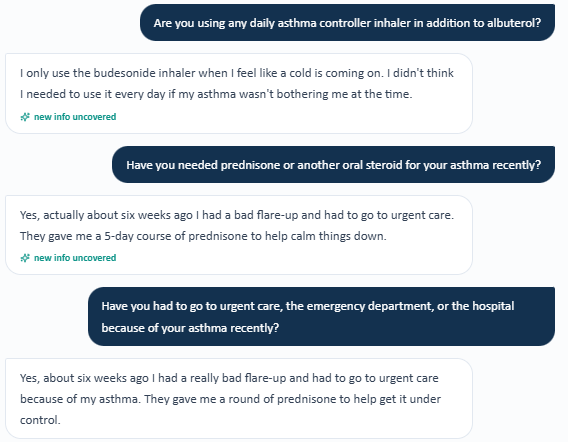 Are you using any daily asthma controller inhaler in addition to albuterol?
I only use the budesonide inhaler when I feel like a cold is coming on. I didn't think
I needed to use it every day if my asthma wasn't bothering me at the time.
new info uncovered
Have you needed prednisone or another oral steroid for your asthma recently?
Yes, actually about six weeks ago I had a bad flare-up and had to go to urgent care.
They gave me a 5-day course of prednisone to help calm things down.
new info uncovered
Have you had to go to urgent care, the emergency department, or the hospital
because of your asthma recently?
Yes, about six weeks ago I had a really bad flare-up and had to go to urgent care
because of my asthma. They gave me a round of prednisone to help get it under
control.